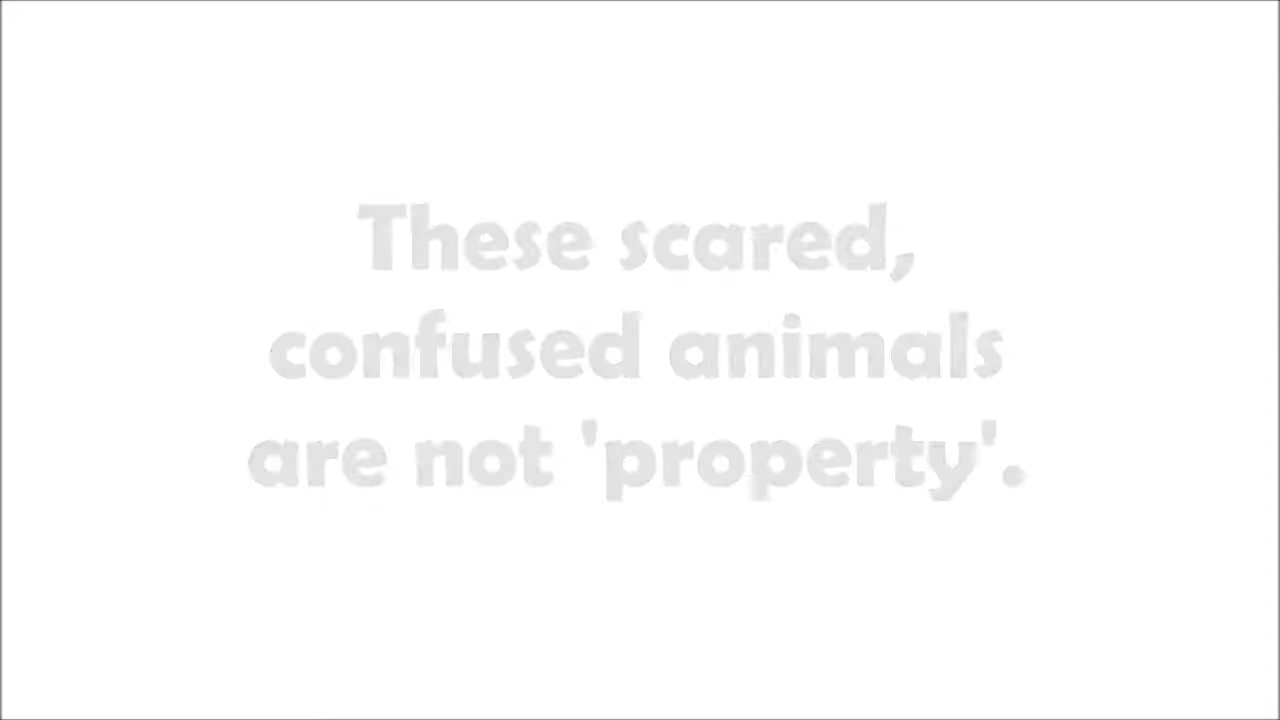 These scared,
confused animals
are not 'property'.